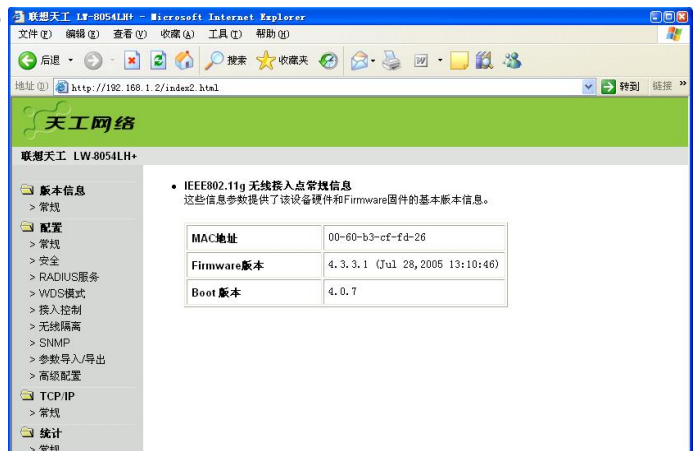 联想天工 LW-8054LH+ - Microsoft Internet Explorer
文件(F) 编辑(E) 查看(V) 收藏(A) 工具(T) 帮助(H)
后退 搜索 收藏夹
地址(D) http://192.168.1.2/index2.html 转到 链接 »
天工网络
联想天工 LW-8054LH+
版本信息
> 常规
配置
> 常规
> 安全
> RADIUS服务
> WDS模式
> 接入控制
> 无线隔离
> SNMP
> 参数导入/导出
> 高级配置
TCP/IP
> 常规
统计
> 常规
• IEEE802.11g 无线接入点常规信息
这些信息参数提供了该设备硬件和Firmware固件的基本版本信息。
MAC地址 00-60-b3-cf-fd-26
Firmware版本 4.3.3.1 (Jul 28,2005 13:10:46)
Boot 版本 4.0.7